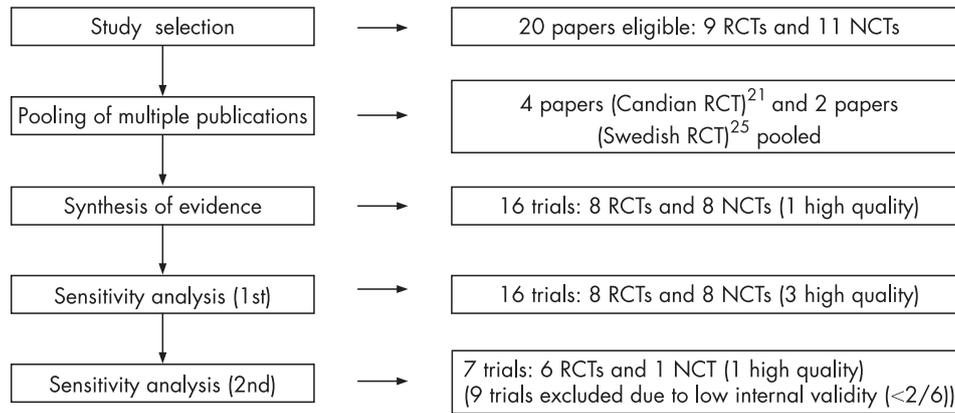 Study selection
20 papers eligible: 9 RCTs and 11 NCTs
Pooling of multiple publications
4 papers (Candian RCT)21 and 2 papers
(Swedish RCT)25 pooled
Synthesis of evidence
16 trials: 8 RCTs and 8 NCTs (1 high quality)
Sensitivity analysis (1st)
16 trials: 8 RCTs and 8 NCTs (3 high quality)
Sensitivity analysis (2nd)
7 trials: 6 RCTs and 1 NCT (1 high quality)
(9 trials excluded due to low internal validity (<2/6))